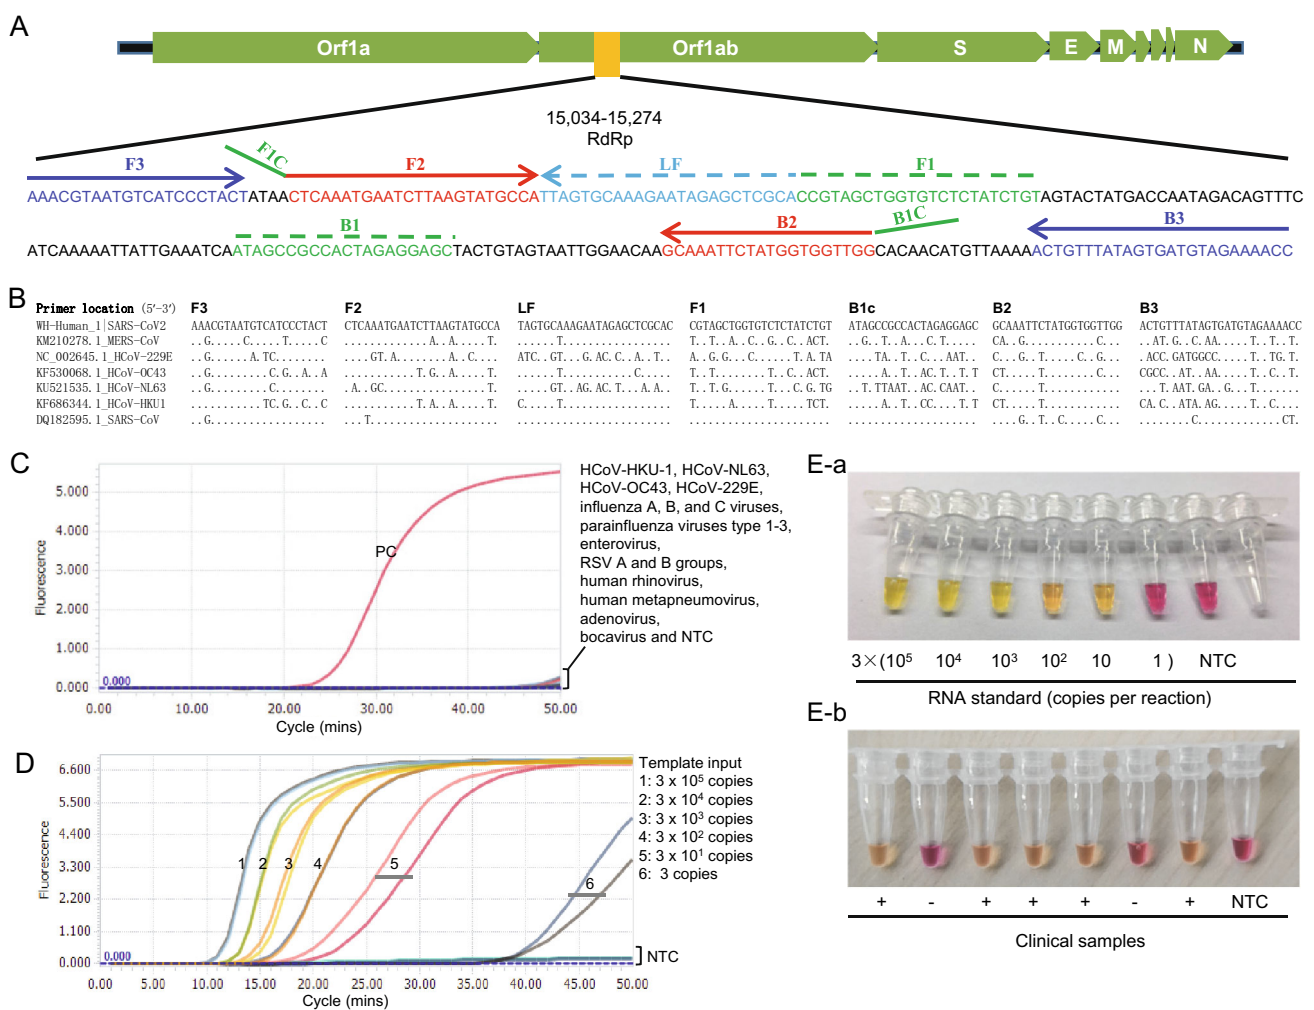 A
Orf1a
Orf1ab
S
E
M
N
15,034-15,274
RdRp
F3
F1C
F2
LF
F1
AAACGTAATGTCATCCCTACTATAACTCAAATGAATCTTAAGTATGCCATTAGTGCAAAGAATAGAGCTCGCACCGTAGCTGGTGTCTCTATCTGTAGTACTATGACCAATAGACAGTTTC
B1
B2
B1C
B3
ATCAAAAATTATTGAAATCAATAGCCGCCACTAGAGGAGCTACTGTAGTAATTGGAACAAGCAAATTCTATGGTGGTTGGCACAACATGTTAAAAACTGTTTATAGTGATGTAGAAAACC
B
Primer location (5′-3′) F3 F2 LF F1 B1c B2 B3
WH-Human_1|SARS-CoV2 AAACGTAATGTCATCCCTACT CTCAAATGAATCTTAAGTATGCCA TAGTGCAAAGAATAGAGCTCGCAC CGTAGCTGGTGTCTCTATCTGT ATAGCCGCCACTAGAGGAGC GCAAATTCTATGGTGGTTGG ACTGTTTATAGTGATGTAGAAAACC
KM210278.1_MERS-CoV
NC_002645.1_HCoV-229E
KF530068.1_HCoV-OC43
KU521535.1_HCoV-NL63
KF686344.1_HCoV-HKU1
DQ182595.1_SARS-CoV
C
Fluorescence
5.000
4.000
3.000
2.000
1.000
0.000
0.000
PC
0.00 10.00 20.00 30.00 40.00 50.00
Cycle (mins)
HCoV-HKU-1, HCoV-NL63,
HCoV-OC43, HCoV-229E,
influenza A, B, and C viruses,
parainfluenza viruses type 1-3,
enterovirus,
RSV A and B groups,
human rhinovirus,
human metapneumovirus,
adenovirus,
bocavirus and NTC
D
Fluorescence
6.600
5.500
4.400
3.300
2.200
1.100
0.000
0.000
1 2 3 4 5 6
0.00 5.00 10.00 15.00 20.00 25.00 30.00 35.00 40.00 45.00 50.00
Cycle (mins)
Template input
1: 3 x 10⁵ copies
2: 3 x 10⁴ copies
3: 3 x 10³ copies
4: 3 x 10² copies
5: 3 x 10¹ copies
6: 3 copies
NTC
E-a
3×(10⁵ 10⁴ 10³ 10² 10 1 ) NTC
RNA standard (copies per reaction)
E-b
+ - + + + - + NTC
Clinical samples